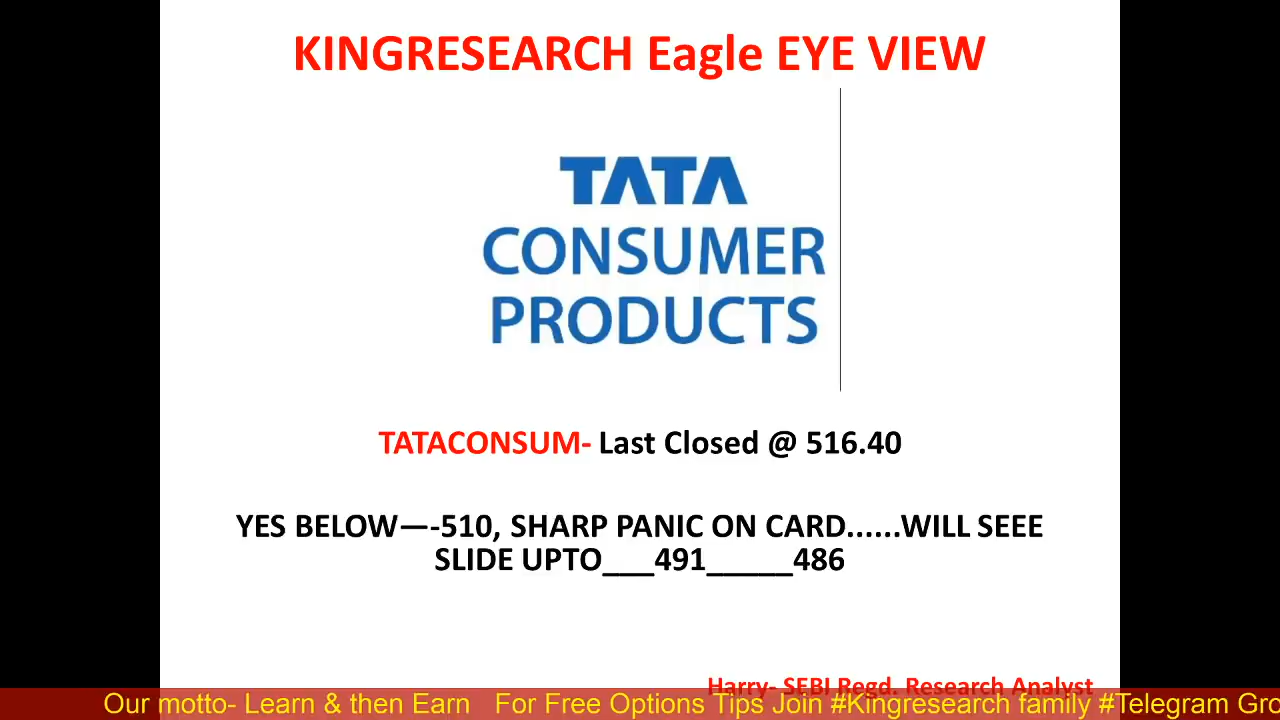 KINGRESEARCH Eagle EYE VIEW
TATA
CONSUMER
PRODUCTS
TATACONSUM- Last Closed @ 516.40
YES BELOW—-510, SHARP PANIC ON CARD......WILL SEEE
SLIDE UPTO___491_____486
Harry- SEBI Regd. Research Analyst
Our motto- Learn & then Earn For Free Options Tips Join #Kingresearch family #Telegram Gro